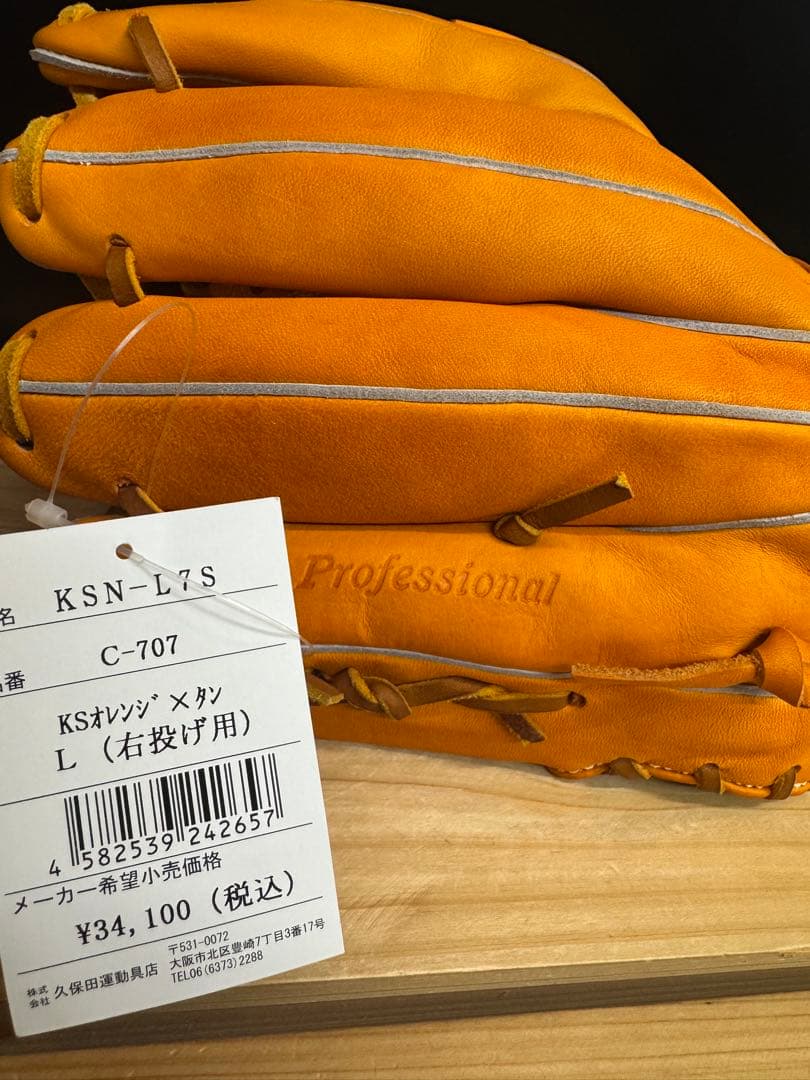 Professional
名 KSN-L7S
品番 C-707
KSオレンジ×タン
L（右投げ用）
4 582539 242657
メーカー希望小売価格
¥34,100（税込）
株式会社 久保田運動具店
〒531-0072
大阪市北区豊崎7丁目3番17号
TEL06(6373)2288